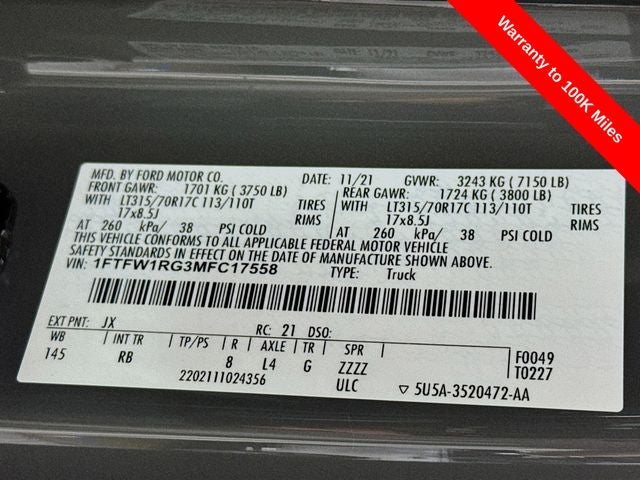 Warranty to 100K Miles
MFD. BY FORD MOTOR CO. DATE: 11/21 GVWR: 3243 KG ( 7150 LB)
FRONT GAWR: 1701 KG ( 3750 LB) REAR GAWR: 1724 KG ( 3800 LB)
WITH LT315/70R17C 113/110T TIRES WITH LT315/70R17C 113/110T TIRES
17x8.5J RIMS 17x8.5J RIMS
AT 260 kPa/ 38 PSI COLD AT 260 kPa/ 38 PSI COLD
THIS VEHICLE CONFORMS TO ALL APPLICABLE FEDERAL MOTOR VEHICLE
SAFETY STANDARDS IN EFFECT ON THE DATE OF MANUFACTURE SHOWN ABOVE.
VIN: 1FTFW1RG3MFC17558 TYPE: Truck
EXT PNT: JX RC: 21 DSO:
WB INT TR TP/PS R AXLE TR SPR F0049
145 RB 8 L4 G ZZZZ T0227
2202111024356 ULC ▽ 5U5A-3520472-AA